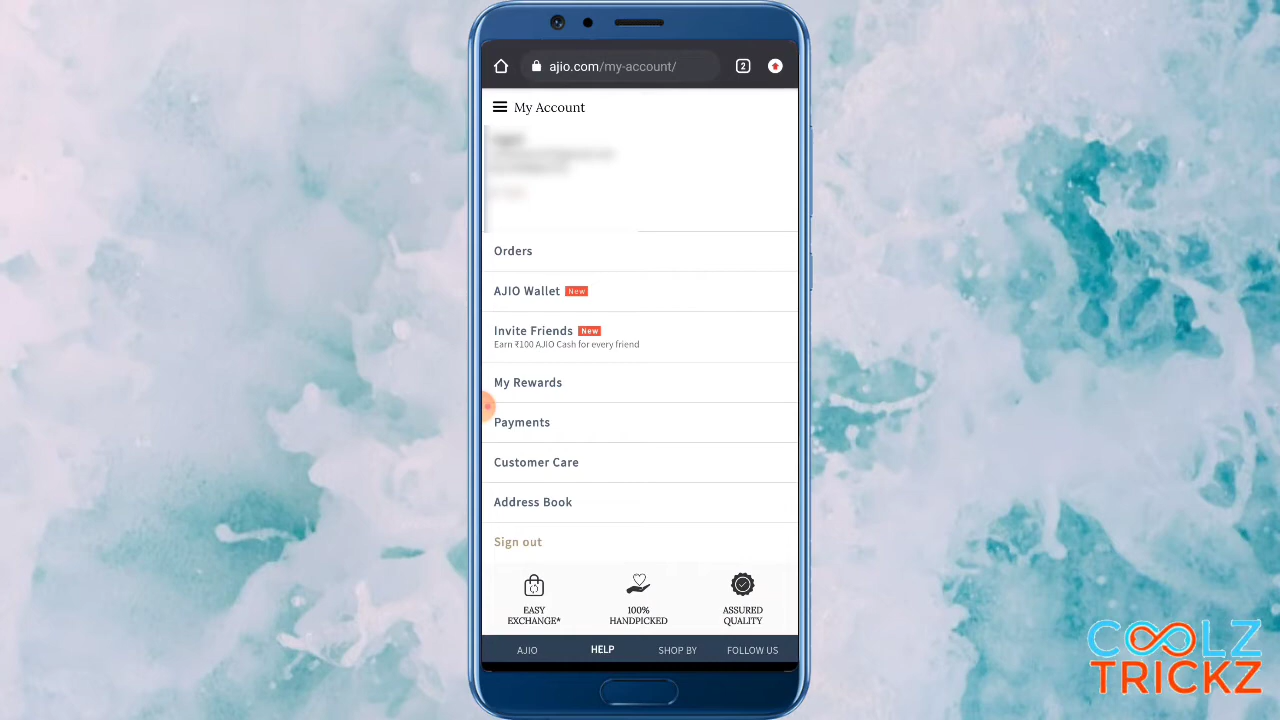 ajio.com/my-account/
2
My Account
Orders
AJIO Wallet New
Invite Friends New
Earn ₹100 AJIO Cash for every friend
My Rewards
Payments
Customer Care
Address Book
Sign out
EASY EXCHANGE*
100% HANDPICKED
ASSURED QUALITY
AJIO HELP SHOP BY FOLLOW US
COOLZ
TRICKZ